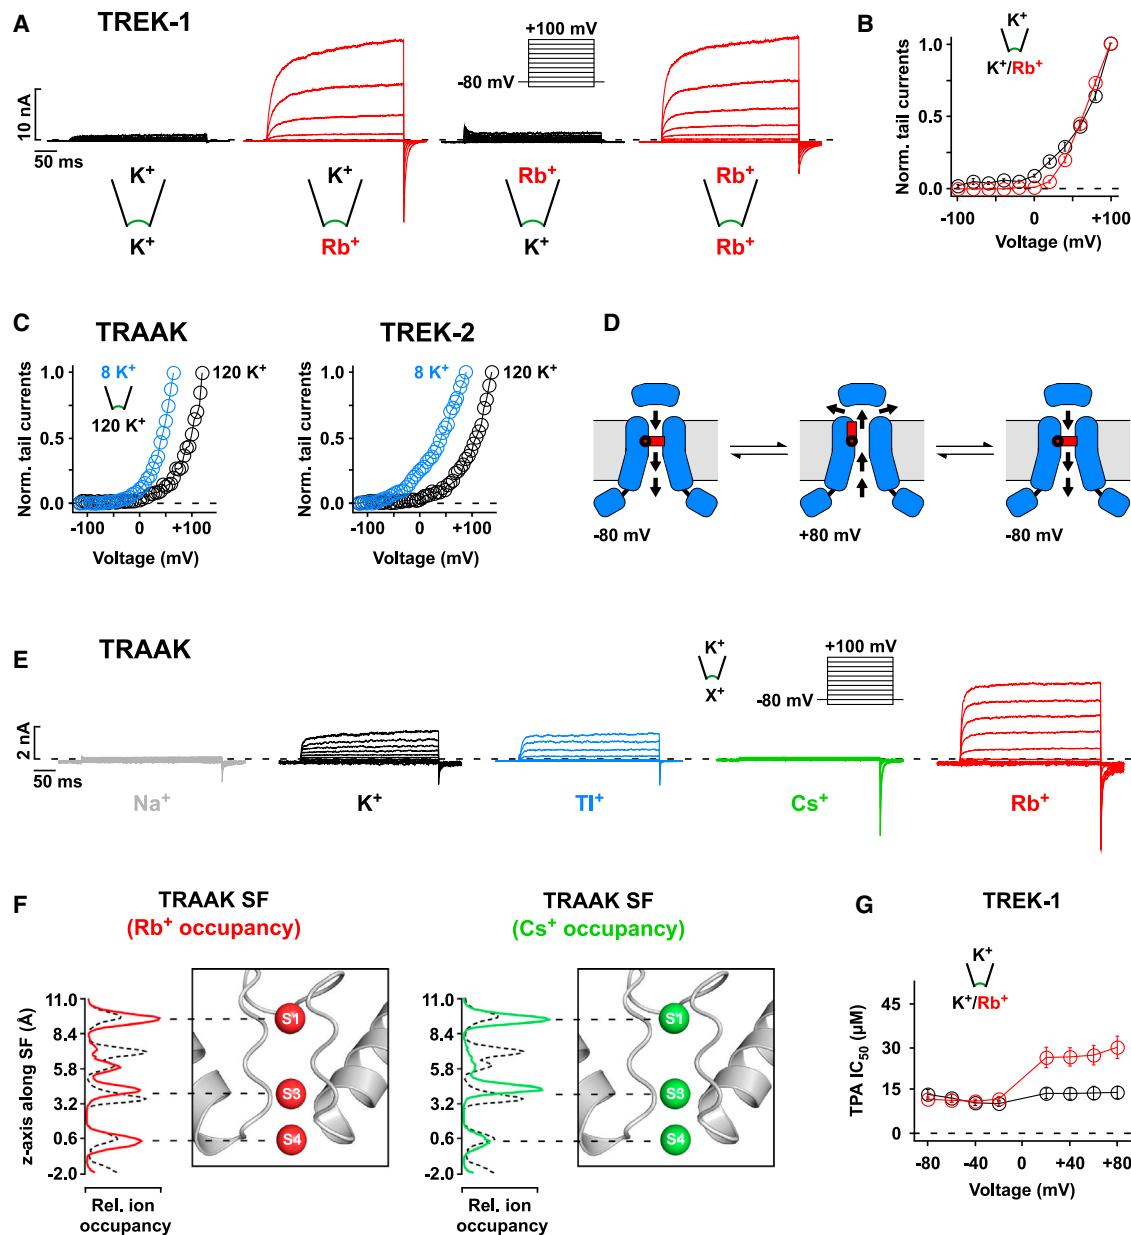 A TREK-1
+100 mV
-80 mV
10 nA
50 ms
K⁺
K⁺
K⁺
Rb⁺
Rb⁺
K⁺
Rb⁺
Rb⁺
B
K⁺
K⁺/Rb⁺
Norm. tail currents
1.0
0.5
0.0
-100 0 +100
Voltage (mV)
C TRAAK
8 K⁺
120 K⁺
120 K⁺
Norm. tail currents
1.0
0.5
0.0
-100 0 +100
Voltage (mV)
TREK-2
8 K⁺
120 K⁺
Norm. tail currents
1.0
0.5
0.0
-100 0 +100
Voltage (mV)
D
-80 mV
+80 mV
-80 mV
E TRAAK
K⁺
X⁺
+100 mV
-80 mV
2 nA
50 ms
Na⁺
K⁺
Tl⁺
Cs⁺
Rb⁺
F
TRAAK SF
(Rb⁺ occupancy)
z-axis along SF (Å)
11.0
8.4
5.8
3.2
0.6
-2.0
Rel. ion
occupancy
S1
S3
S4
TRAAK SF
(Cs⁺ occupancy)
11.0
8.4
5.8
3.2
0.6
-2.0
Rel. ion
occupancy
S1
S3
S4
G TREK-1
K⁺
K⁺/Rb⁺
TPA IC₅₀ (µM)
45
30
15
0
-80 -40 0 +40 +80
Voltage (mV)